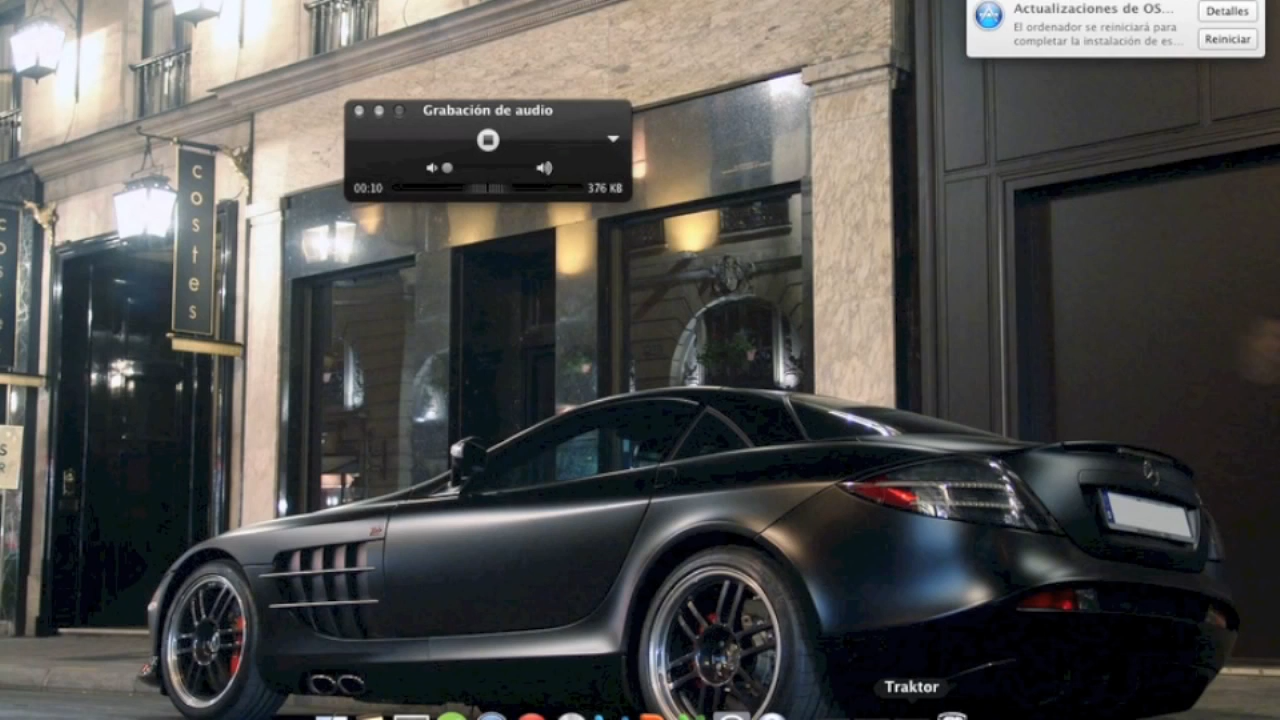 Actualizaciones de OS...
El ordenador se reiniciará para
completar la instalación de es...
Detalles
Reiniciar
Grabación de audio
00:10
376 KB
costes
Traktor